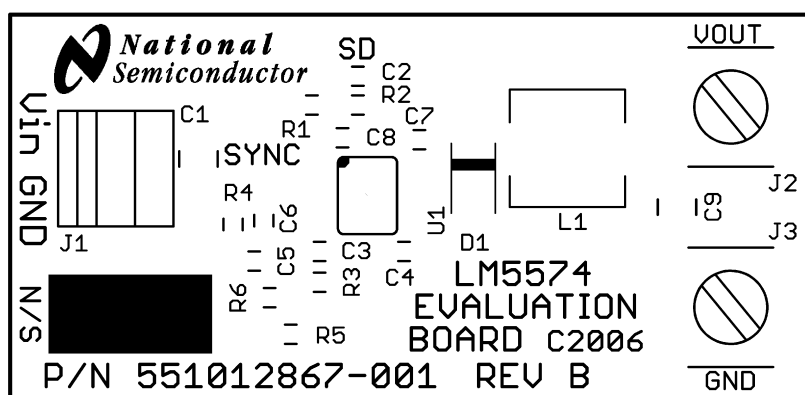 National
Semiconductor
SD
VOUT
C2
R2
R1
C7
C8
Vin GND
C1
SYNC
J1
R4
C6
C5
C3
R3
C4
U1
D1
L1
C9
J2
J3
N/S
R6
R5
LM5574
EVALUATION
BOARD C2006
P/N 551012867-001 REV B
GND